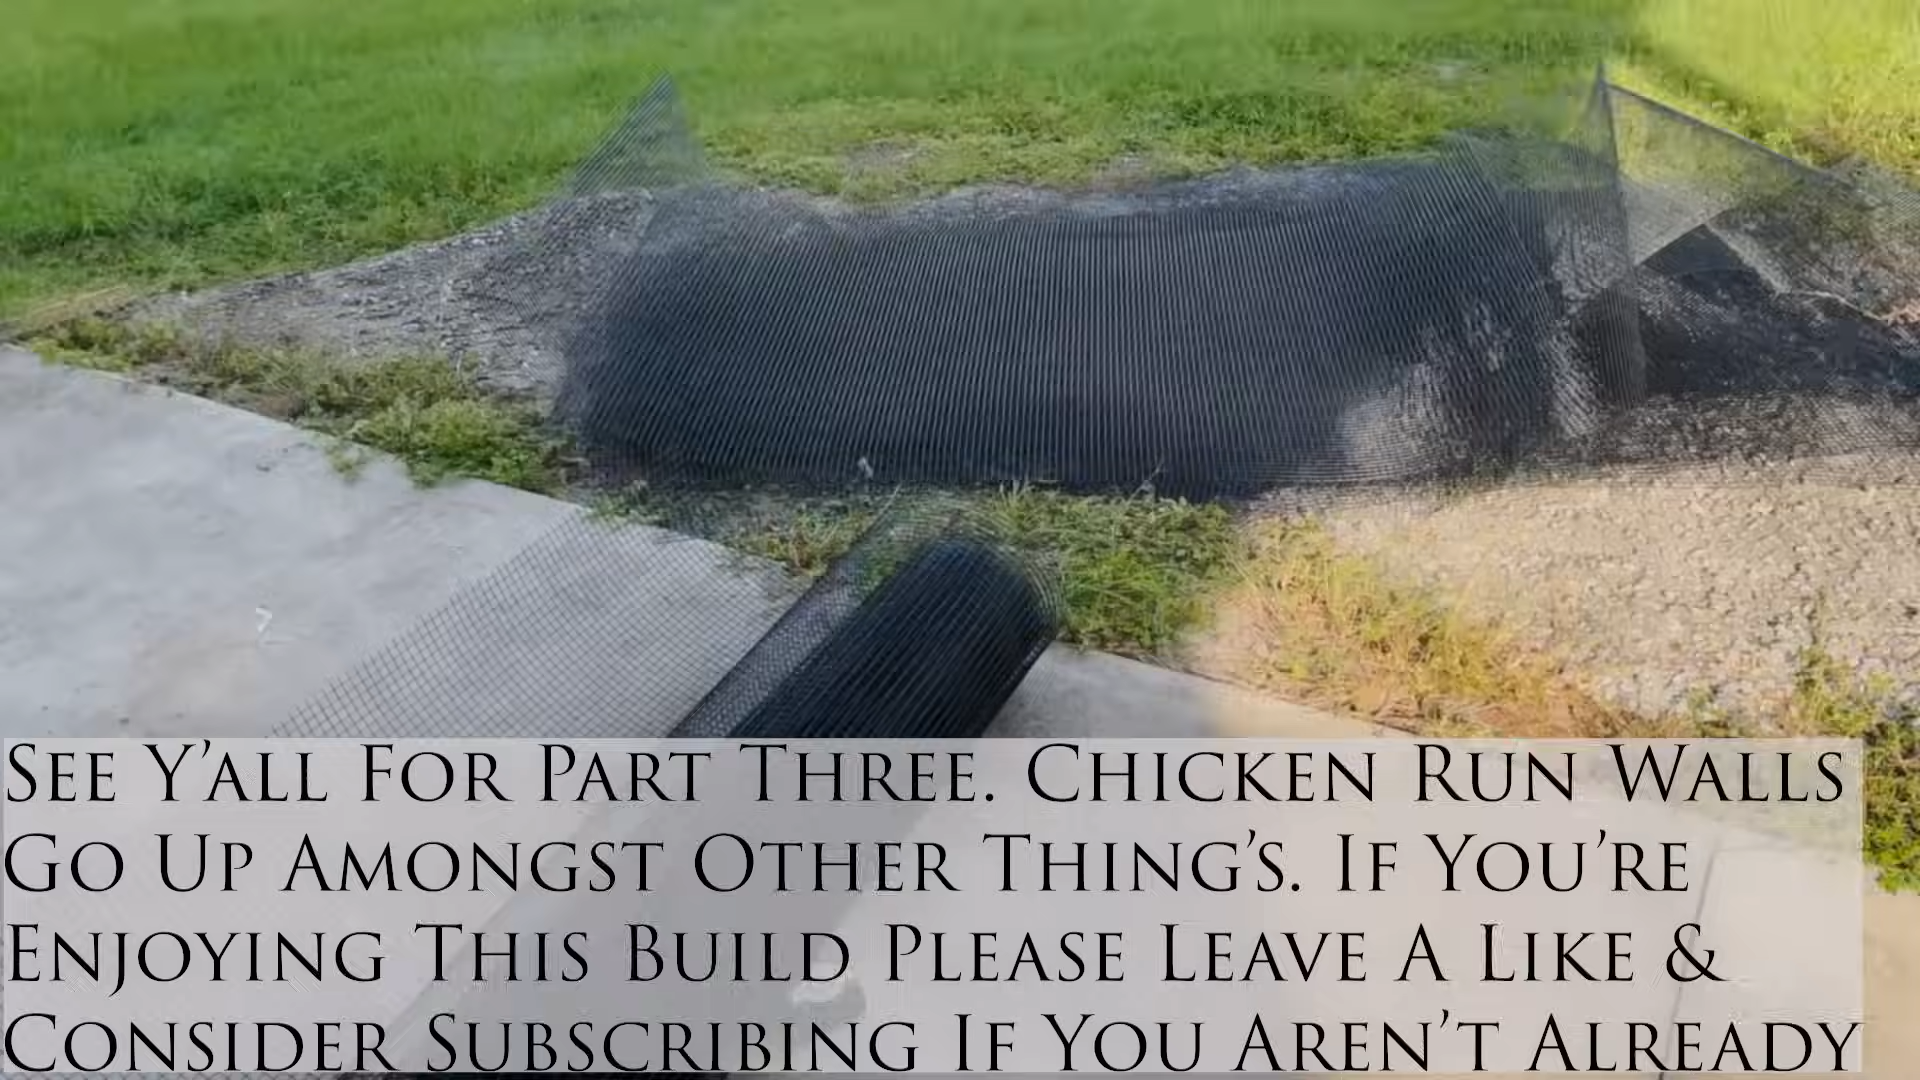 See Y’all For Part Three. Chicken Run Walls
Go Up Amongst Other Thing’s. If You’re
Enjoying This Build Please Leave A Like &
Consider Subscribing If You Aren’t Already